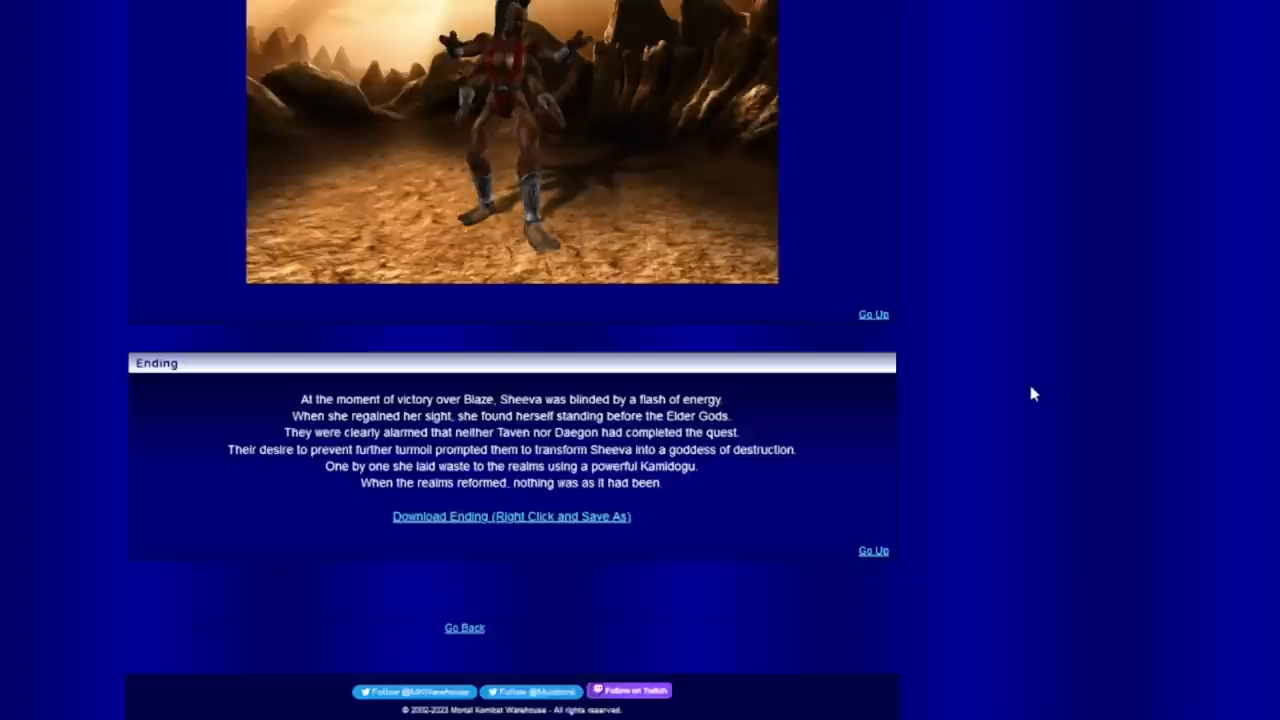 Go Up
Ending
At the moment of victory over Blaze, Sheeva was blinded by a flash of energy.
When she regained her sight, she found herself standing before the Elder Gods.
They were clearly alarmed that neither Taven nor Daegon had completed the quest.
Their desire to prevent further turmoil prompted them to transform Sheeva into a goddess of destruction.
One by one she laid waste to the realms using a powerful Kamidogu.
When the realms reformed, nothing was as it had been.
Download Ending (Right Click and Save As)
Go Up
Go Back
Follow @MKWarehouse Follow Follow on Twitch
© 2002-2023 Mortal Kombat Warehouse - All rights reserved.